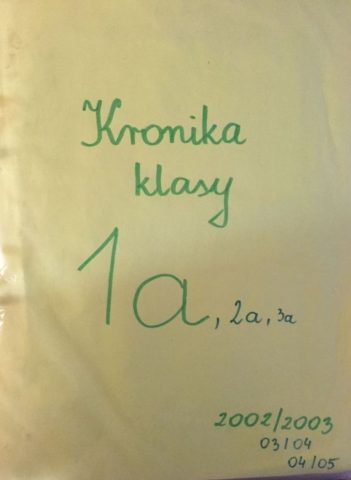 Kronika
klasy
1a, 2a, 3a
2002/2003
03/04
04/05